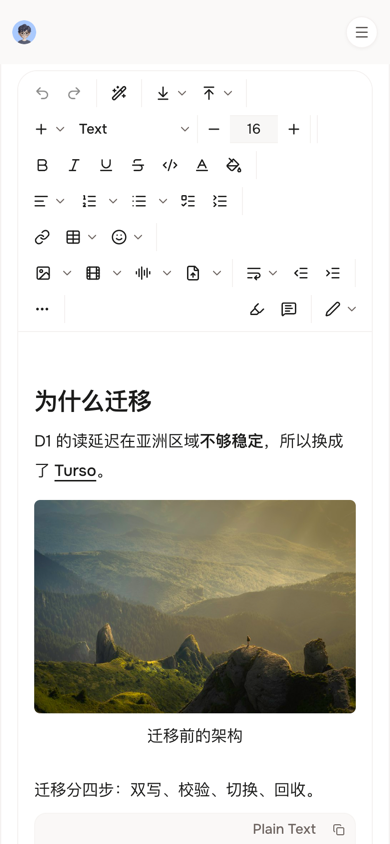 Text
16
为什么迁移
D1 的读延迟在亚洲区域不够稳定，所以换成
了 Turso。
迁移前的架构
迁移分四步：双写、校验、切换、回收。
Plain Text